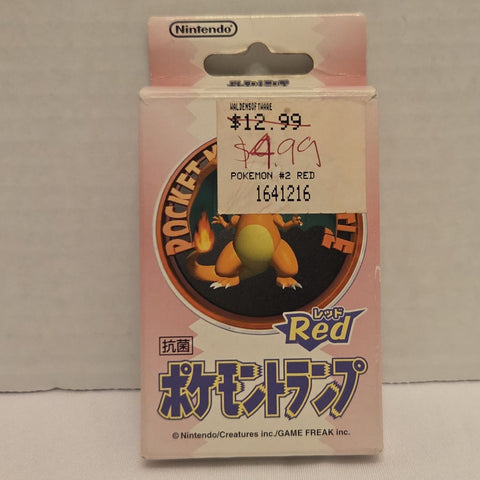 Nintendo
WALDENSOFTWARE
$12.99
$4.99
POKEMON #2 RED
1641216
POCKET
レッド
Red
抗菌
ポケモントランプ
© Nintendo/Creatures inc./GAME FREAK inc.